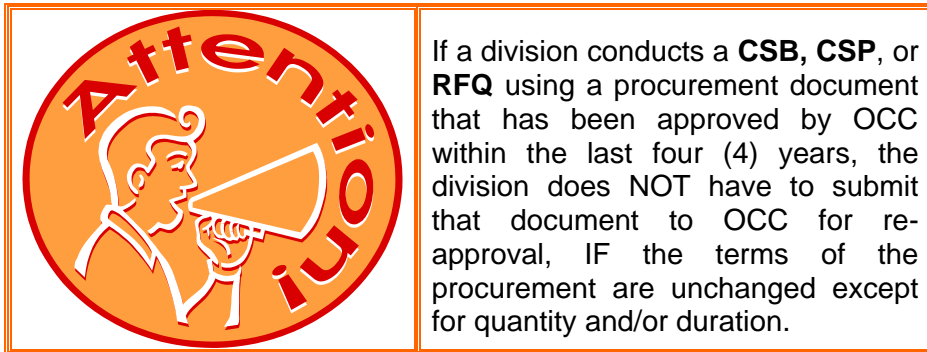 Attention!
If a division conducts a CSB, CSP, or
RFQ using a procurement document
that has been approved by OCC
within the last four (4) years, the
division does NOT have to submit
that document to OCC for re-
approval, IF the terms of the
procurement are unchanged except
for quantity and/or duration.